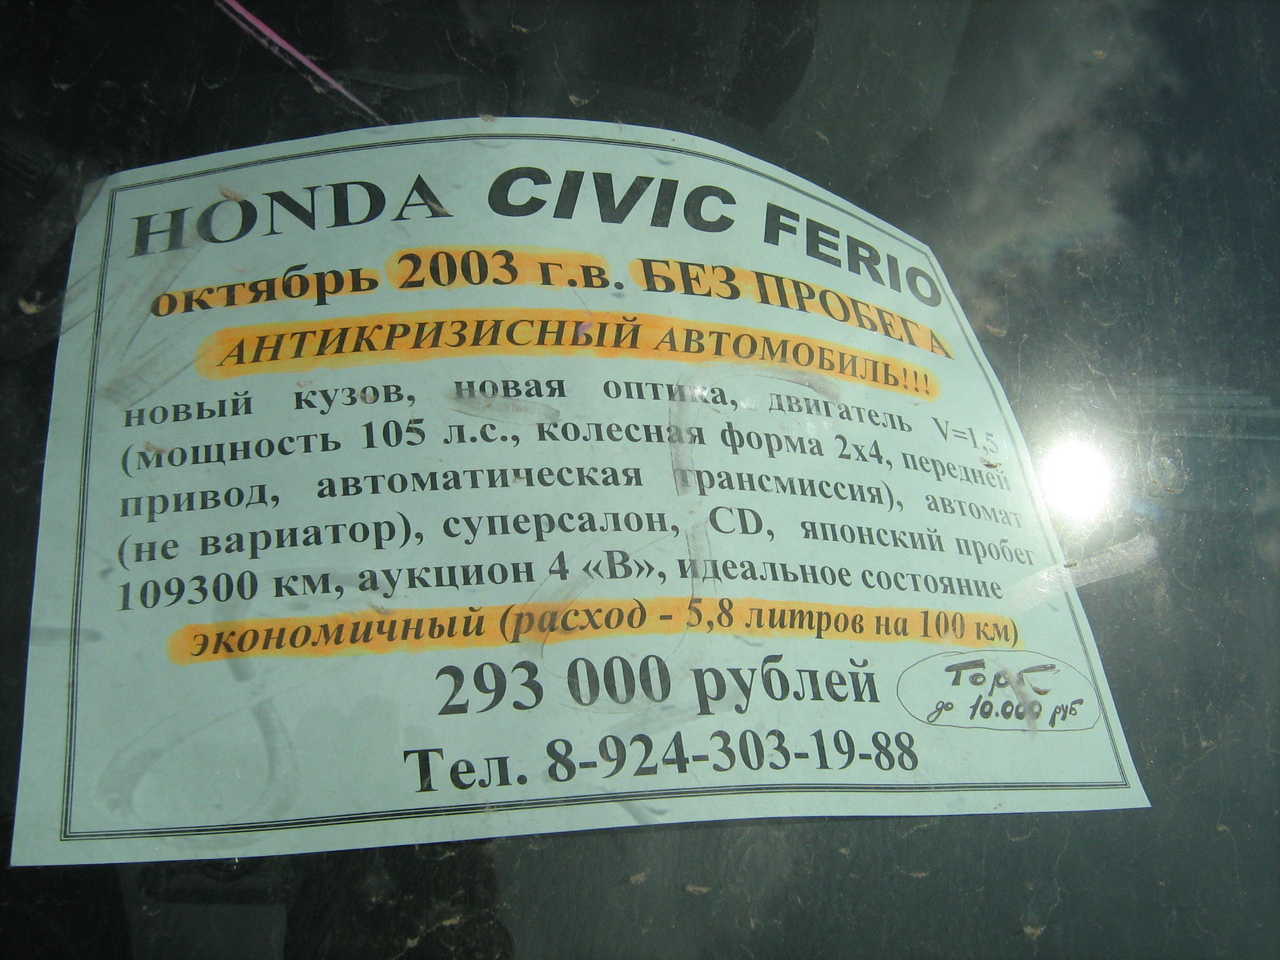 HONDA CIVIC FERIO
октябрь 2003 г.в. БЕЗ ПРОБЕГА
АНТИКРИЗИСНЫЙ АВТОМОБИЛЬ!!!
новый кузов, новая оптика, двигатель V=1,5
(мощность 105 л.с., колесная форма 2х4, передней
привод, автоматическая трансмиссия), автомат
(не вариатор), суперсалон, CD, японский пробег
109300 км, аукцион 4 «В», идеальное состояние
экономичный (расход - 5,8 литров на 100 км)
293 000 рублей
Торг
до 10.000 руб
Тел. 8-924-303-19-88